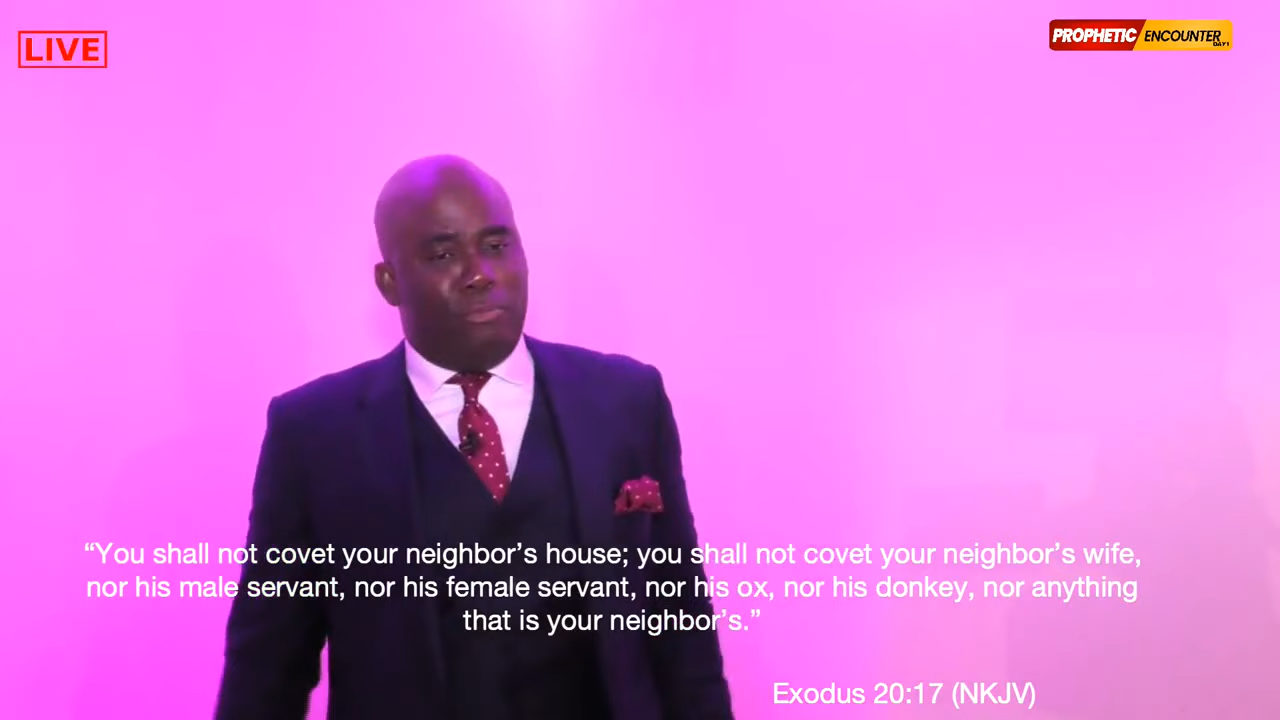 LIVE
PROPHETIC ENCOUNTER
DAY1
“You shall not covet your neighbor’s house; you shall not covet your neighbor’s wife,
nor his male servant, nor his female servant, nor his ox, nor his donkey, nor anything
that is your neighbor’s.”
Exodus 20:17 (NKJV)